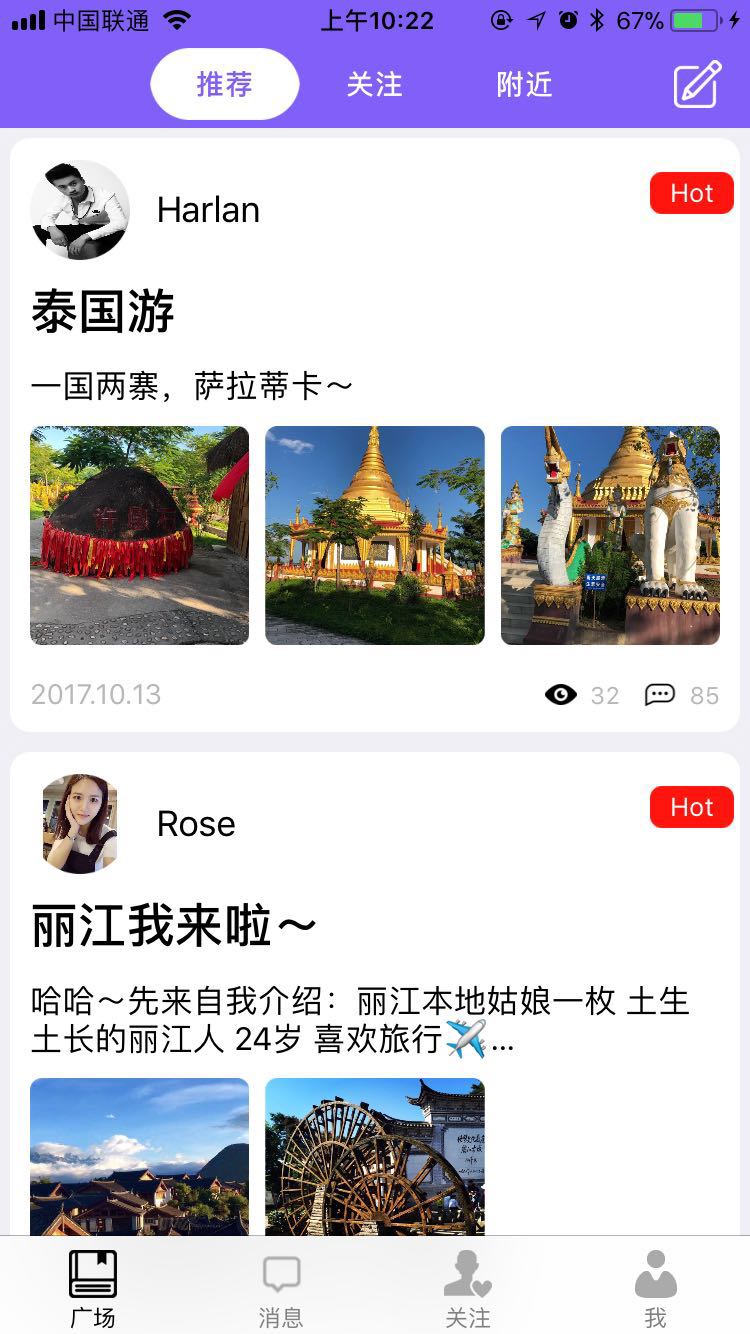 中国联通 上午10:22 67%
推荐 关注 附近
Harlan Hot
泰国游
一国两寨，萨拉蒂卡～
2017.10.13 32 85
Rose Hot
丽江我来啦～
哈哈～先来自我介绍：丽江本地姑娘一枚 土生
土长的丽江人 24岁 喜欢旅行✈️...
广场 消息 关注 我